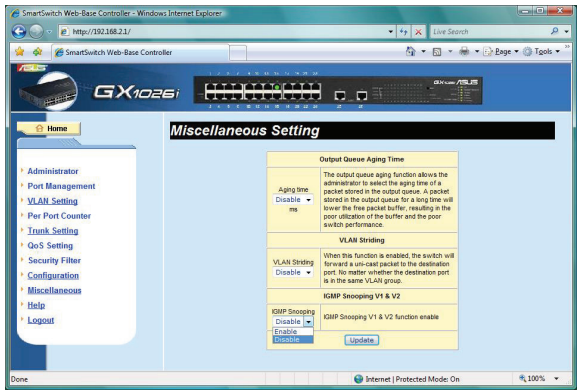 SmartSwitch Web-Base Controller - Windows Internet Explorer
http://192.168.2.1/
Live Search
SmartSwitch Web-Base Controller
Page
Tools
GX1026i
Home
Miscellaneous Setting
Administrator
Port Management
VLAN Setting
Per Port Counter
Trunk Setting
QoS Setting
Security Filter
Configuration
Miscellaneous
Help
Logout
Output Queue Aging Time
Aging time
Disable
ms
The output queue aging function allows the
administrator to select the aging time of a
packet stored in the output queue. A packet
stored in the output queue for a long time will
lower the free packet buffer, resulting in the
poor utilization of the buffer and the poor
switch performance.
VLAN Striding
VLAN Striding
Disable
When this function is enabled, the switch will
forward a uni-cast packet to the destination
port. No matter whether the destination port
is in the same VLAN group.
IGMP Snooping V1 & V2
IGMP Snooping
Disable
Enable
Disable
IGMP Snooping V1 & V2 function enable
Update
Done
Internet | Protected Mode: On
100%